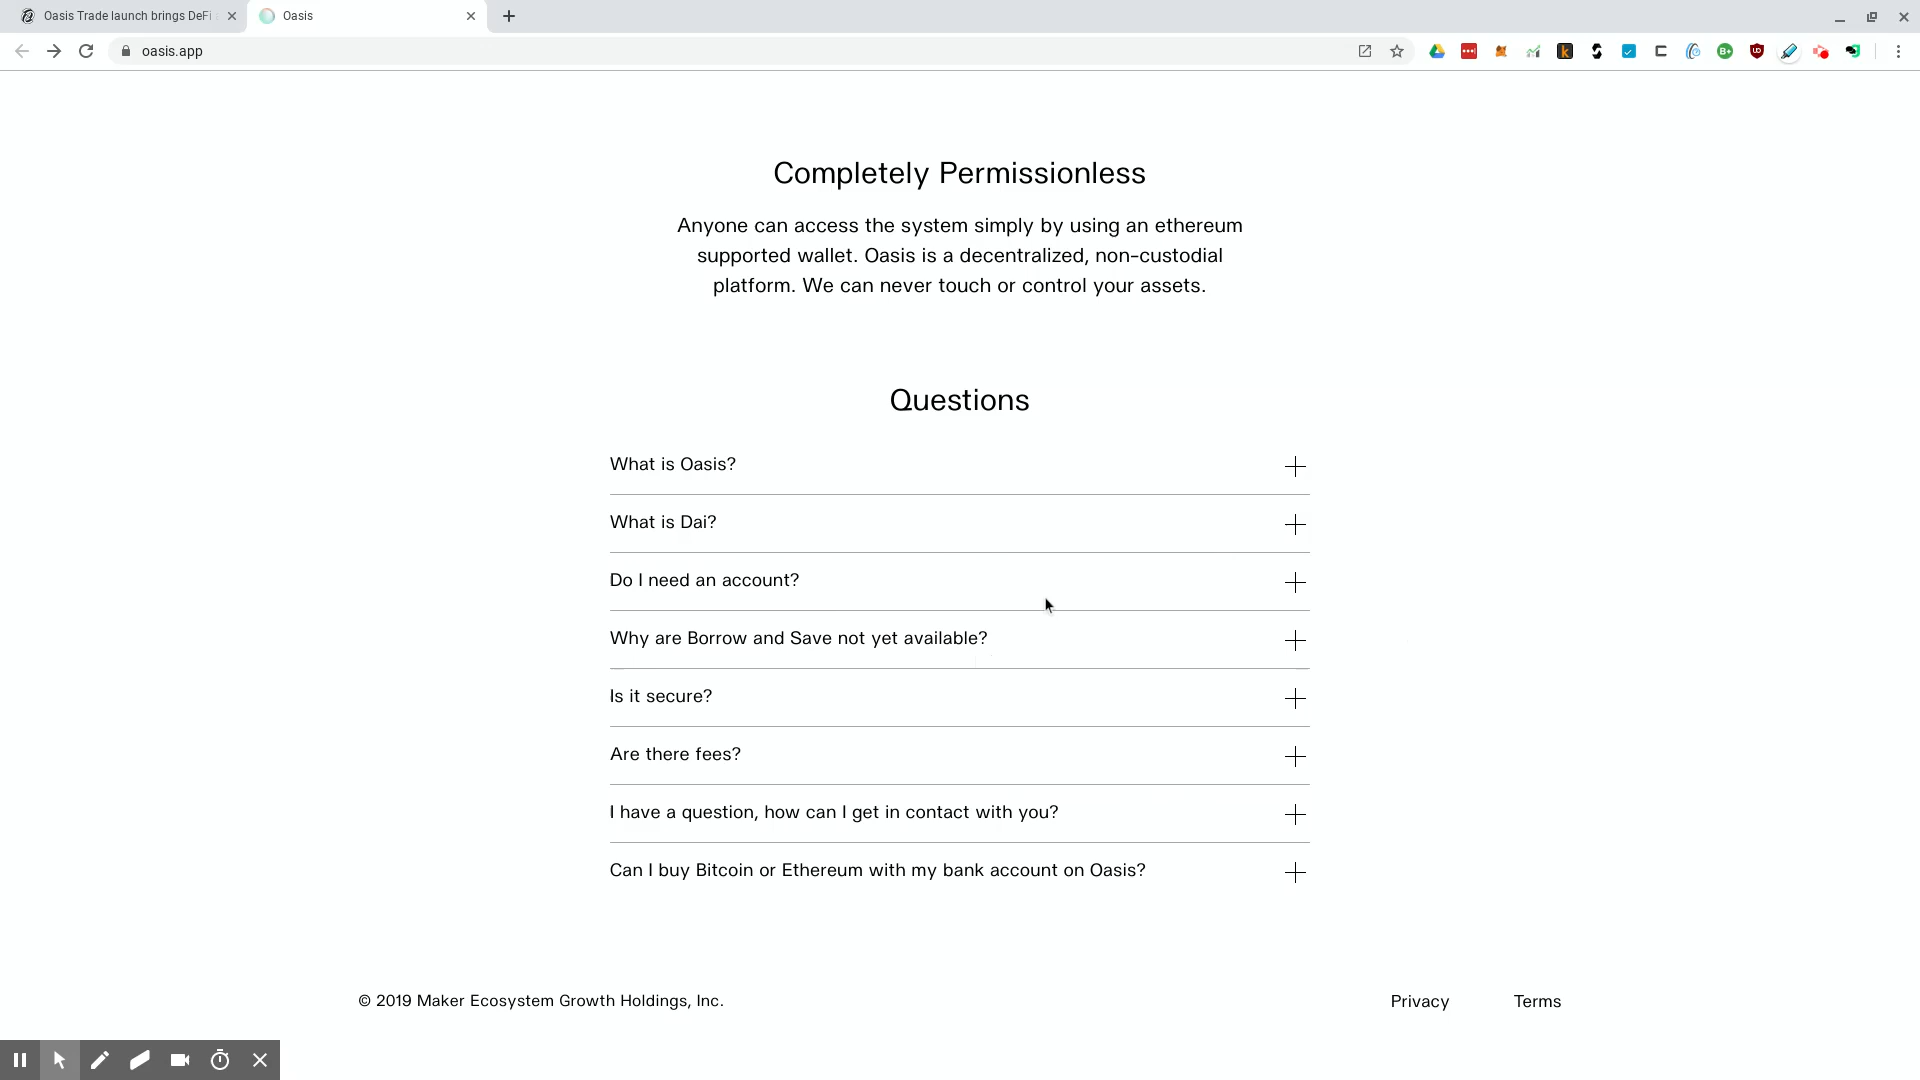 Oasis Trade launch brings DeFi
Oasis
oasis.app
Completely Permissionless
Anyone can access the system simply by using an ethereum
supported wallet. Oasis is a decentralized, non-custodial
platform. We can never touch or control your assets.
Questions
What is Oasis?
What is Dai?
Do I need an account?
Why are Borrow and Save not yet available?
Is it secure?
Are there fees?
I have a question, how can I get in contact with you?
Can I buy Bitcoin or Ethereum with my bank account on Oasis?
© 2019 Maker Ecosystem Growth Holdings, Inc.
Privacy
Terms